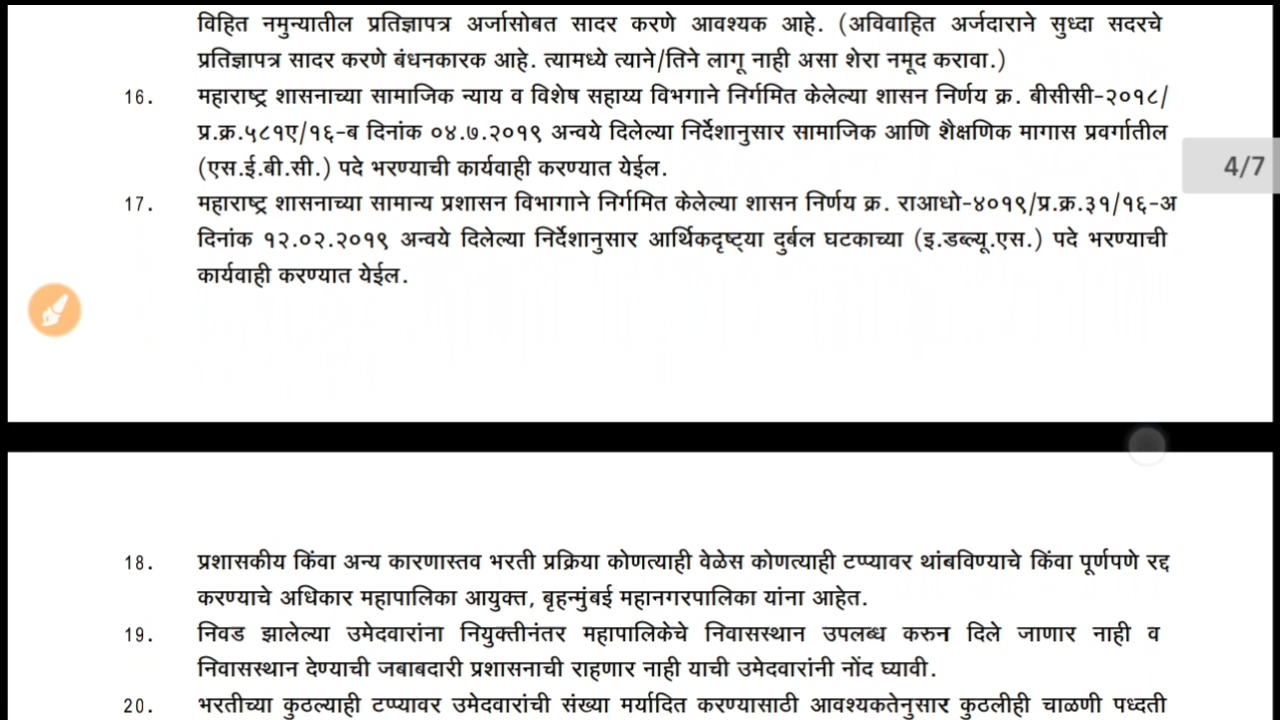 विहित नमुन्यातील प्रतिज्ञापत्र अर्जासोबत सादर करणे आवश्यक आहे. (अविवाहित अर्जदाराने सुध्दा सदरचे
प्रतिज्ञापत्र सादर करणे बंधनकारक आहे. त्यामध्ये त्याने/तिने लागू नाही असा शेरा नमूद करावा.)
16. महाराष्ट्र शासनाच्या सामाजिक न्याय व विशेष सहाय्य विभगाने निर्गमित केलेल्या शासन निर्णय क्र. बीसीसी-२०१८/
प्र.क्र.५८१ए/१६-ब दिनांक ०४.७.२०१९ अन्वये दिलेल्या निर्देशानुसार सामाजिक आणि शैक्षणिक मागास प्रवर्गातील
(एस.ई.बी.सी.) पदे भरण्याची कार्यवाही करण्यात येईल.
4/7
17. महाराष्ट्र शासनाच्या सामान्य प्रशासन विभागाने निर्गमित केलेल्या शासन निर्णय क्र. राआधो-४०१९/प्र.क्र.३१/१६-अ
दिनांक १२.०२.२०१९ अन्वये दिलेल्या निर्देशानुसार आर्थिकदृष्ट्या दुर्बल घटकाच्या (इ.डब्ल्यू.एस.) पदे भरण्याची
कार्यवाही करण्यात येईल.
18. प्रशासकीय किंवा अन्य कारणास्तव भरती प्रक्रिया कोणत्याही वेळेस कोणत्याही टप्प्यावर थांबविण्याचे किंवा पूर्णपणे रद्द
करण्याचे अधिकार महापालिका आयुक्त, बृहन्मुंबई महानगरपालिका यांना आहेत.
19. निवड झालेल्या उमेदवारांना नियुक्तीनंतर महापालिकेचे निवासस्थान उपलब्ध करुन दिले जाणार नाही व
निवासस्थान देण्याची जबाबदारी प्रशासनाची राहणार नाही याची उमेदवारांनी नोंद घ्यावी.
20. भरतीच्या कुठल्याही टप्प्यावर उमेदवारांची संख्या मर्यादित करण्यासाठी आवश्यकतेनुसार कुठलीही चाळणी पध्दती